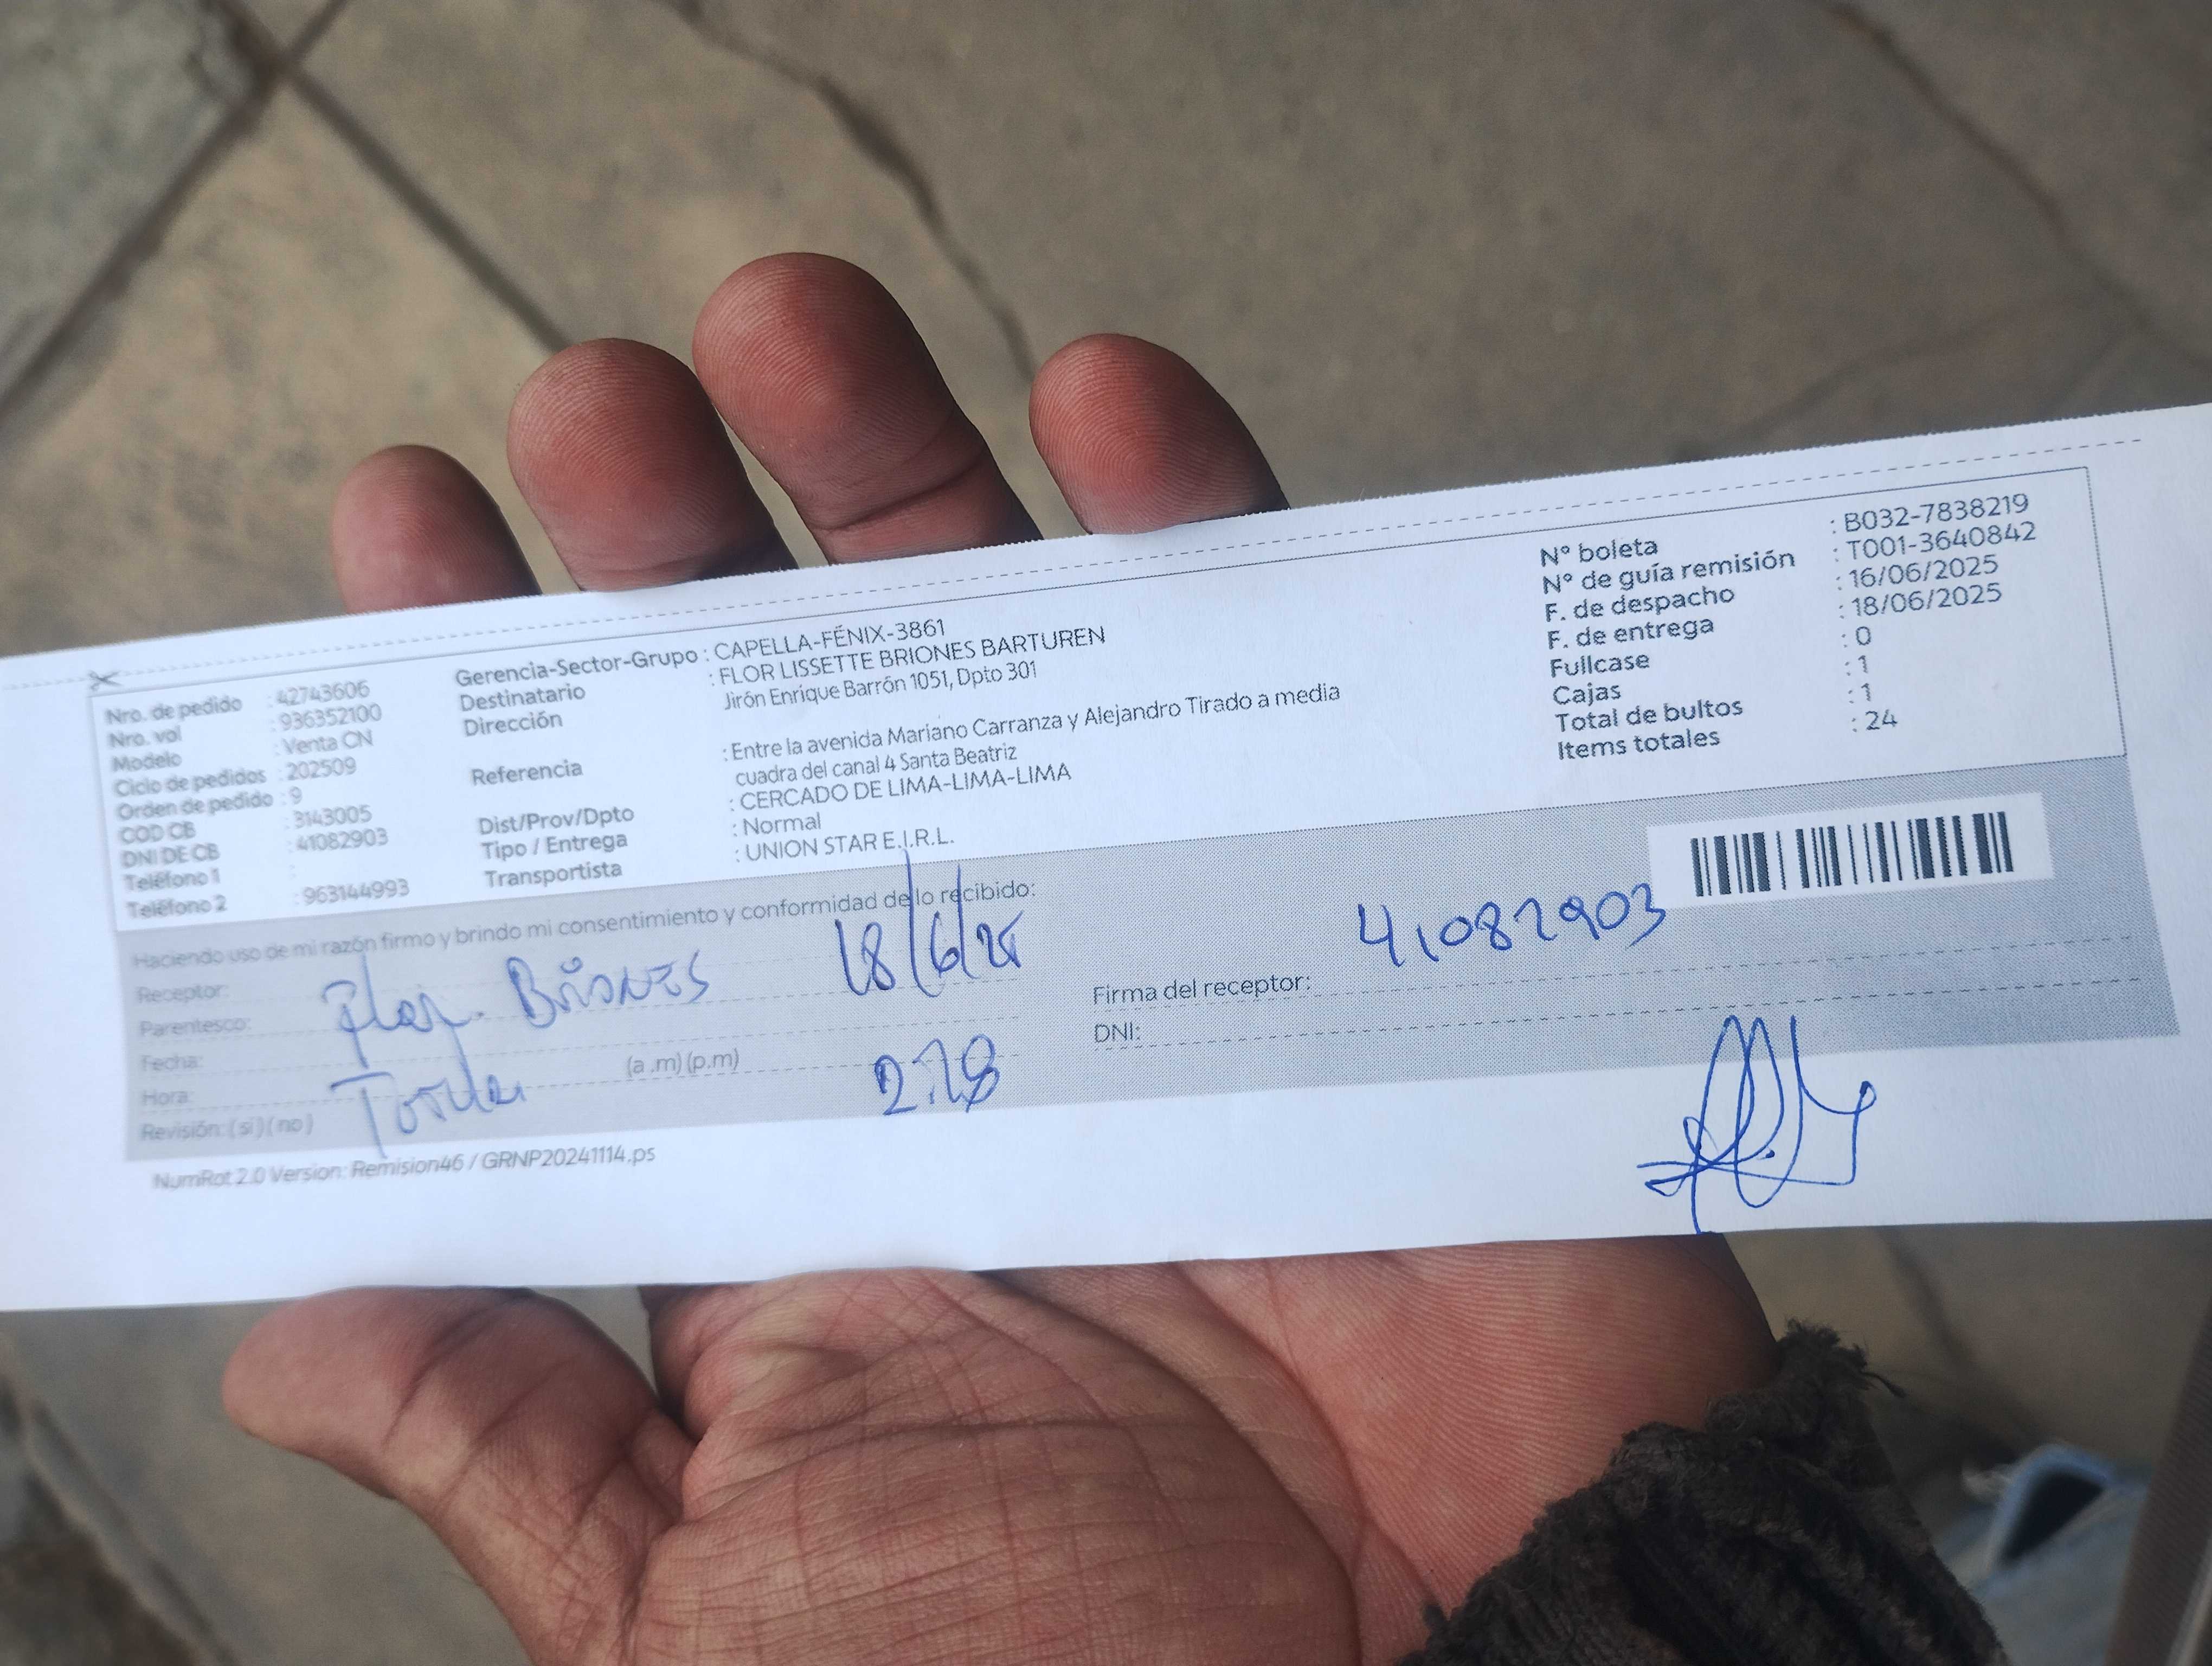 Nro. de pedido : 42743606
Nro. vol : 936352100
Modelo : Venta CN
Ciclo de pedidos : 202509
Orden de pedido : 9
COD CB : 3143005
DNI DE CB : 41082903
Teléfono 1 :
Teléfono 2 : 963144993
Gerencia-Sector-Grupo : CAPELLA-FÉNIX-3861
Destinatario : FLOR LISSETTE BRIONES BARTUREN
Dirección Jirón Enrique Barrón 1051, Dpto 301
Referencia : Entre la avenida Mariano Carranza y Alejandro Tirado a media
cuadra del canal 4 Santa Beatriz
Dist/Prov/Dpto : CERCADO DE LIMA-LIMA-LIMA
Tipo / Entrega : Normal
Transportista : UNION STAR E.I.R.L.
N° boleta : B032-7838219
N° de guía remisión : T001-3640842
F. de despacho : 16/06/2025
F. de entrega : 18/06/2025
Fullcase : 0
Cajas : 1
Total de bultos : 1
Items totales : 24
Haciendo uso de mi razón firmo y brindo mi consentimiento y conformidad de lo recibido:
Receptor: Flor Briones
Parentesco:
Fecha: 18/6/25
Hora: (a .m) (p.m)
Revisión: ( si ) ( no )
Firma del receptor: 41082903
DNI:
NumRot 2.0 Version: Remision46 / GRNP20241114.ps